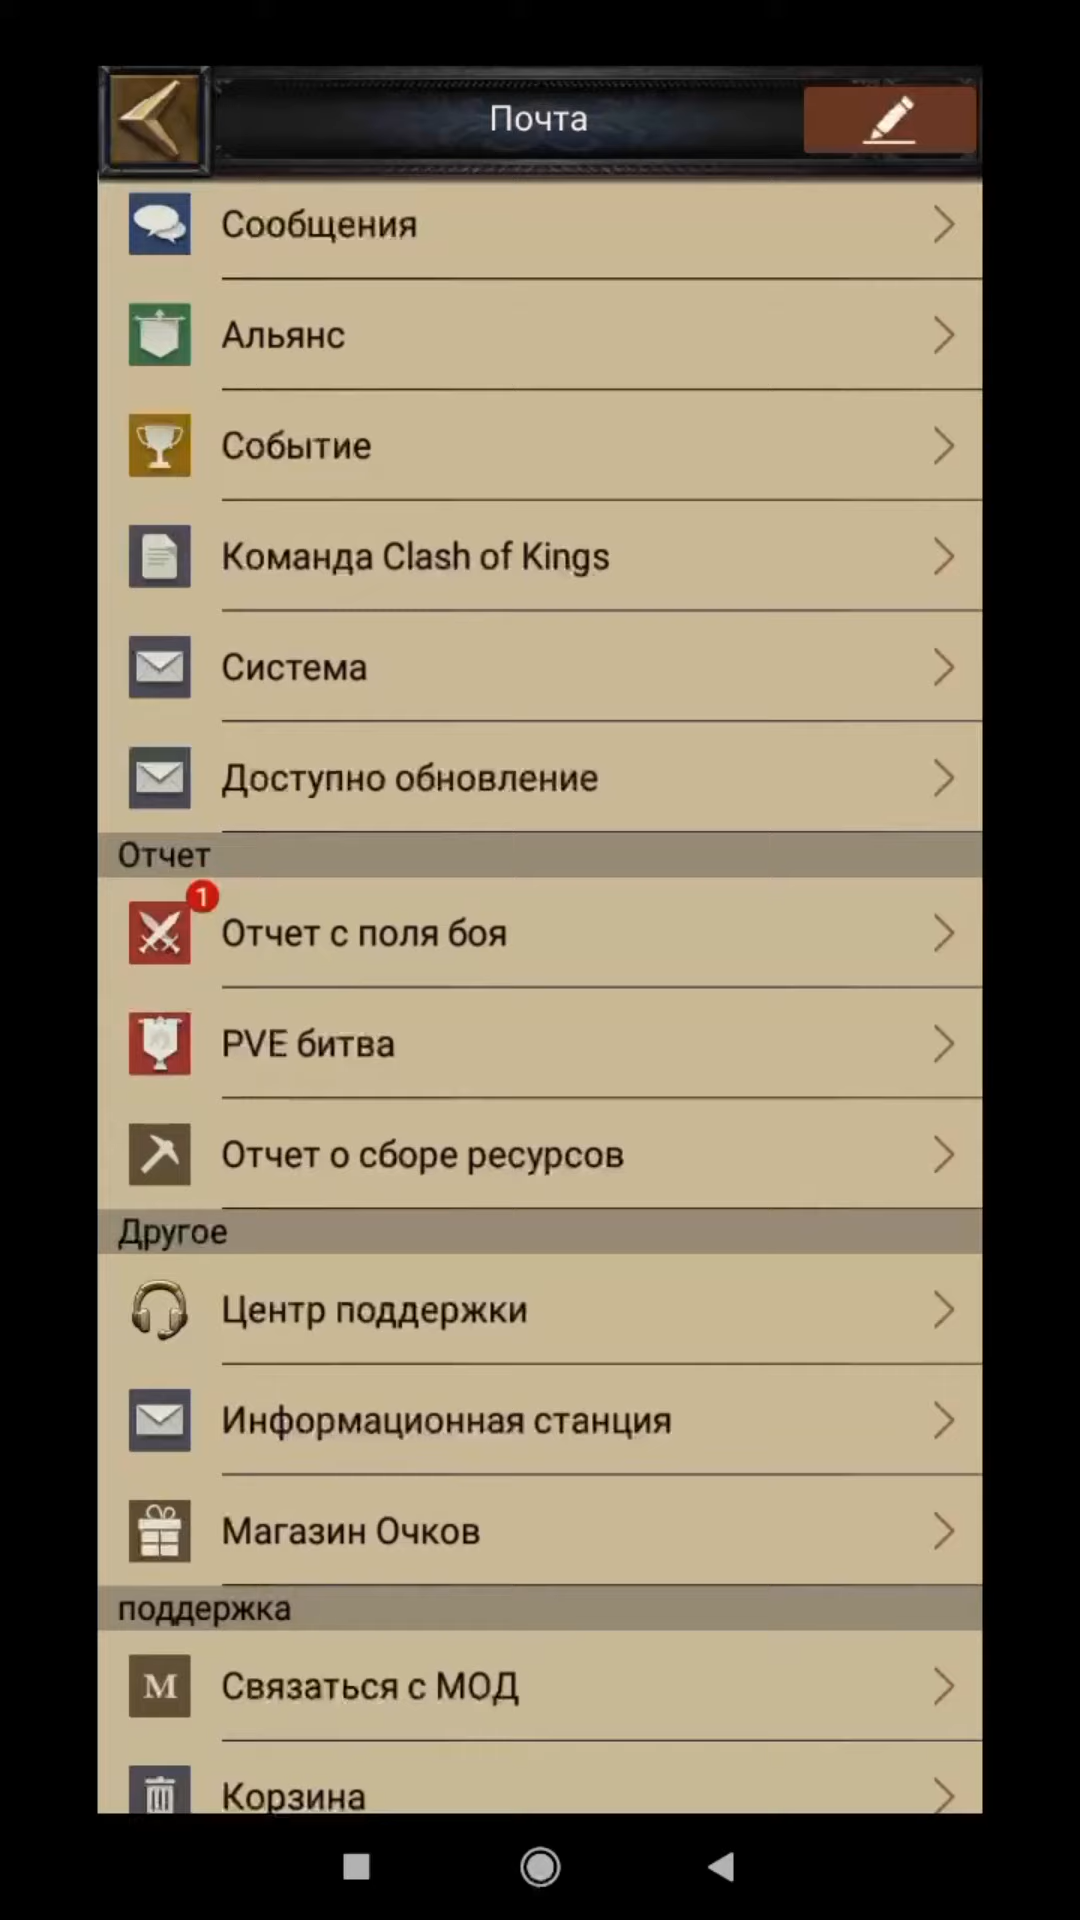 Почта
Сообщения
Альянс
Событие
Команда Clash of Kings
Система
Доступно обновление
Отчет
1
Отчет с поля боя
PVE битва
Отчет о сборе ресурсов
Другое
Центр поддержки
Информационная станция
Магазин Очков
поддержка
M
Связаться с МОД
Корзина